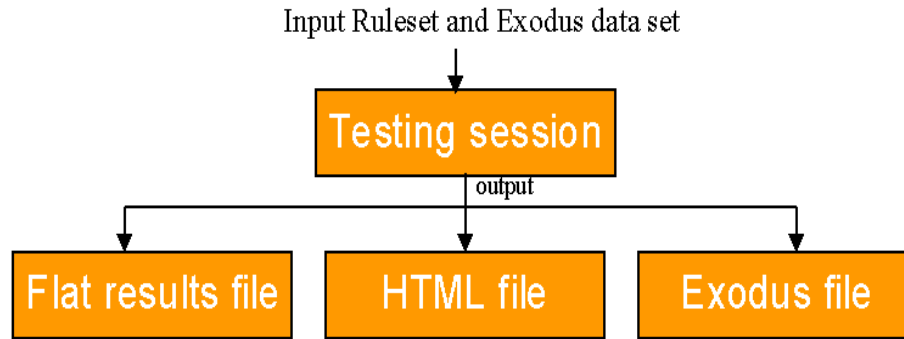 Input Ruleset and Exodus data set
Testing session
output
Flat results file
HTML file
Exodus file